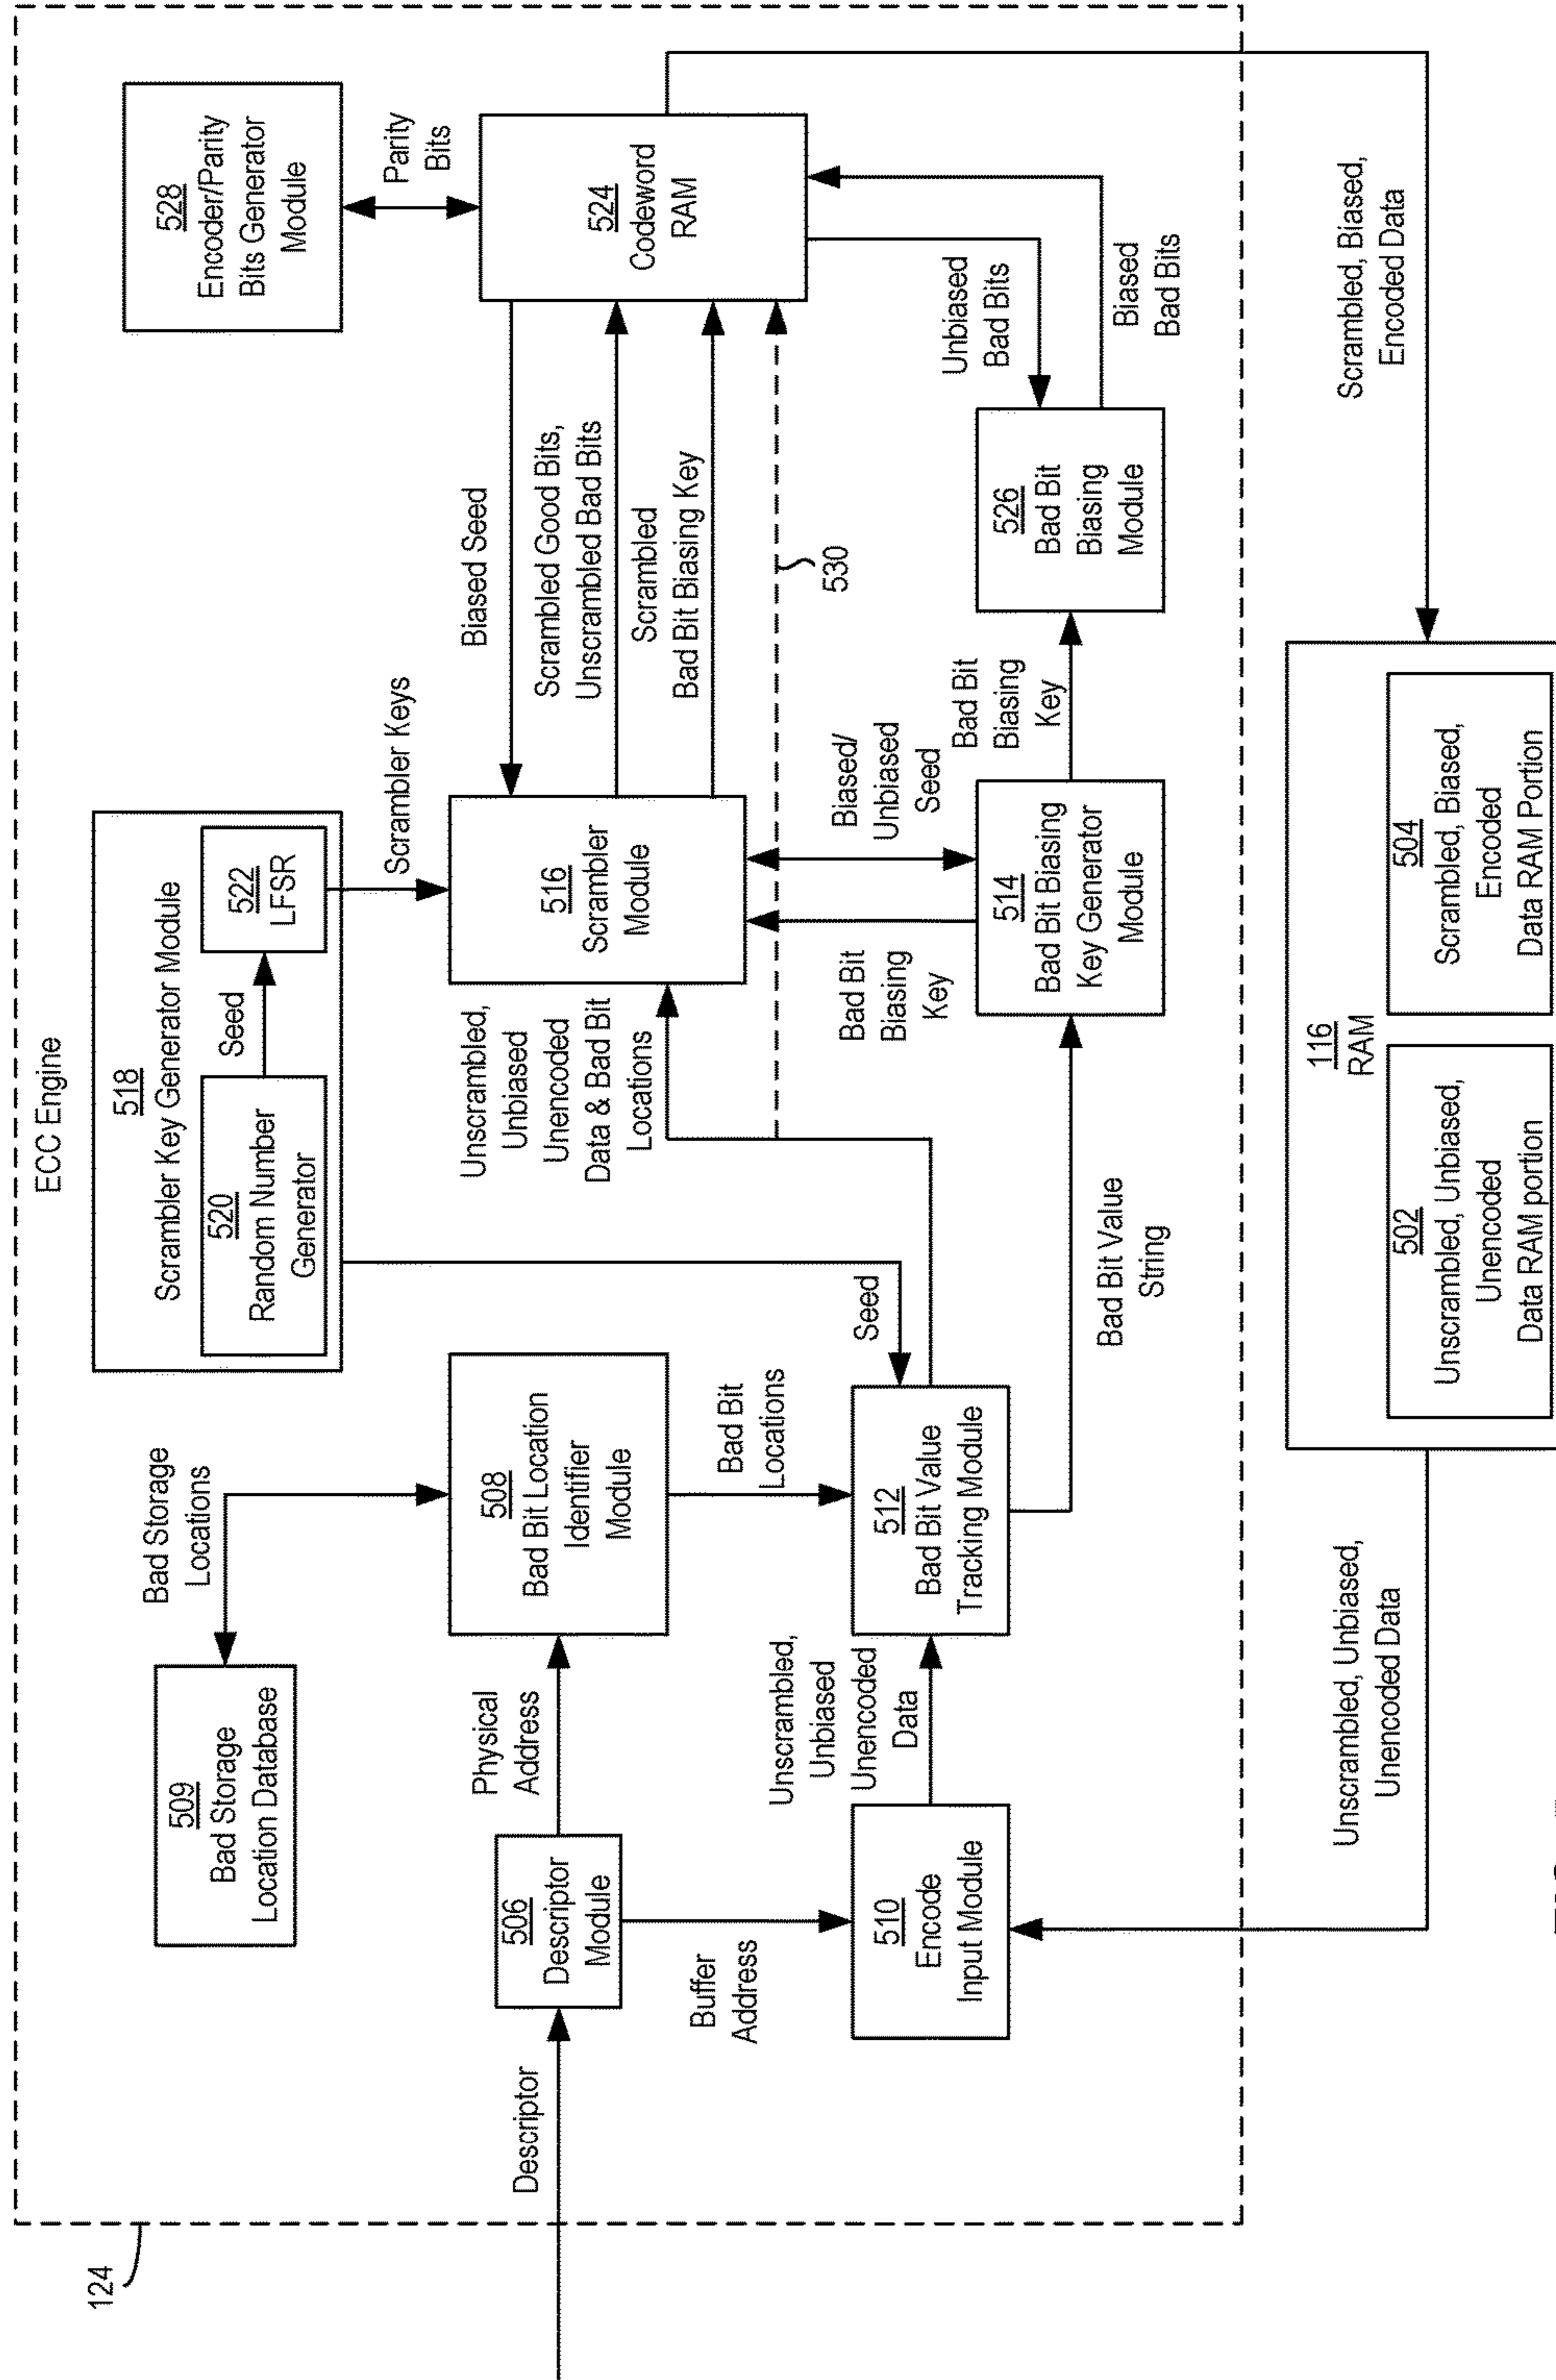 124
ECC Engine
518
Scrambler Key Generator Module
520
Random Number
Generator
Seed
522
LFSR
528
Encoder/Parity
Bits Generator
Module
509
Bad Storage
Location Database
Bad Storage
Locations
Scrambler Keys
Parity
Bits
Descriptor
506
Descriptor
Module
Physical
Address
508
Bad Bit Location
Identifier
Module
Unscrambled,
Unbiased
Unencoded
Data & Bad Bit
Locations
516
Scrambler
Module
Biased Seed
Scrambled Good Bits,
Unscrambled Bad Bits
Scrambled
Bad Bit Biasing Key
524
Codeword
RAM
530
Buffer
Address
Bad Bit
Locations
Seed
Bad Bit
Biasing
Key
Biased/
Unbiased
Seed
Unbiased
Bad Bits
510
Encode
Input Module
Unscrambled,
Unbiased
Unencoded
Data
512
Bad Bit Value
Tracking Module
Bad Bit Value
String
514
Bad Bit Biasing
Key Generator
Module
Bad Bit
Biasing
Key
526
Bad Bit
Biasing
Module
Biased
Bad Bits
Unscrambled, Unbiased,
Unencoded Data
116
RAM
502
Unscrambled, Unbiased,
Unencoded
Data RAM portion
504
Scrambled, Biased,
Encoded
Data RAM Portion
Scrambled, Biased,
Encoded Data